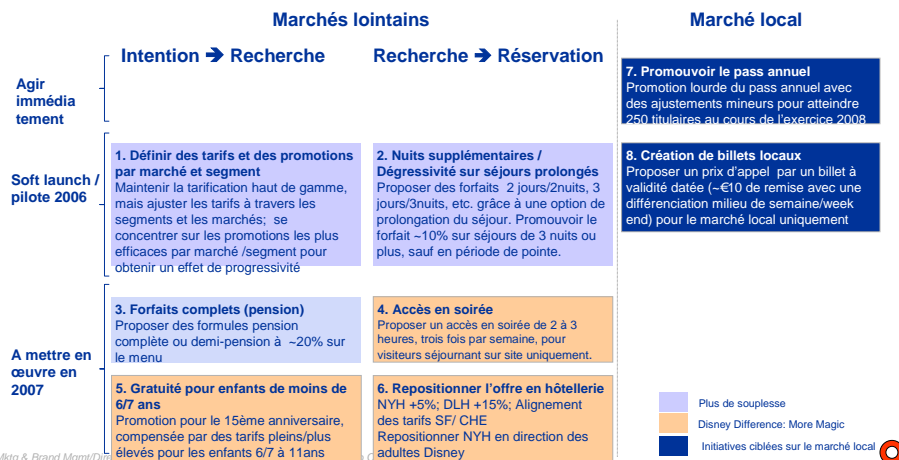 Marchés lointains
Marché local
Intention ➔ Recherche
Recherche ➔ Réservation
Agir
immédia
tement
7. Promouvoir le pass annuel
Promotion lourde du pass annuel avec
des ajustements mineurs pour atteindre
250 titulaires au cours de l'exercice 2008
Soft launch /
pilote 2006
1. Définir des tarifs et des promotions
par marché et segment
Maintenir la tarification haut de gamme,
mais ajuster les tarifs à travers les
segments et les marchés; se
concentrer sur les promotions les plus
efficaces par marché /segment pour
obtenir un effet de progressivité
2. Nuits supplémentaires /
Dégressivité sur séjours prolongés
Proposer des forfaits 2 jours/2nuits, 3
jours/3nuits, etc. grâce à une option de
prolongation du séjour. Promouvoir le
forfait ~10% sur séjours de 3 nuits ou
plus, sauf en période de pointe.
8. Création de billets locaux
Proposer un prix d'appel par un billet à
validité datée (~€10 de remise avec une
différenciation milieu de semaine/week
end) pour le marché local uniquement
A mettre en
œuvre en
2007
3. Forfaits complets (pension)
Proposer des formules pension
complète ou demi-pension à ~20% sur
le menu
4. Accès en soirée
Proposer un accès en soirée de 2 à 3
heures, trois fois par semaine, pour
visiteurs séjournant sur site uniquement.
5. Gratuité pour enfants de moins de
6/7 ans
Promotion pour le 15ème anniversaire,
compensée par des tarifs pleins/plus
élevés pour les enfants 6/7 à 11ans
6. Repositionner l'offre en hôtellerie
NYH +5%; DLH +15%; Alignement
des tarifs SF/ CHE
Repositionner NYH en direction des
adultes Disney
Plus de souplesse
Disney Difference: More Magic
Initiatives ciblées sur le marché local
Mktg & Brand Mgmt/